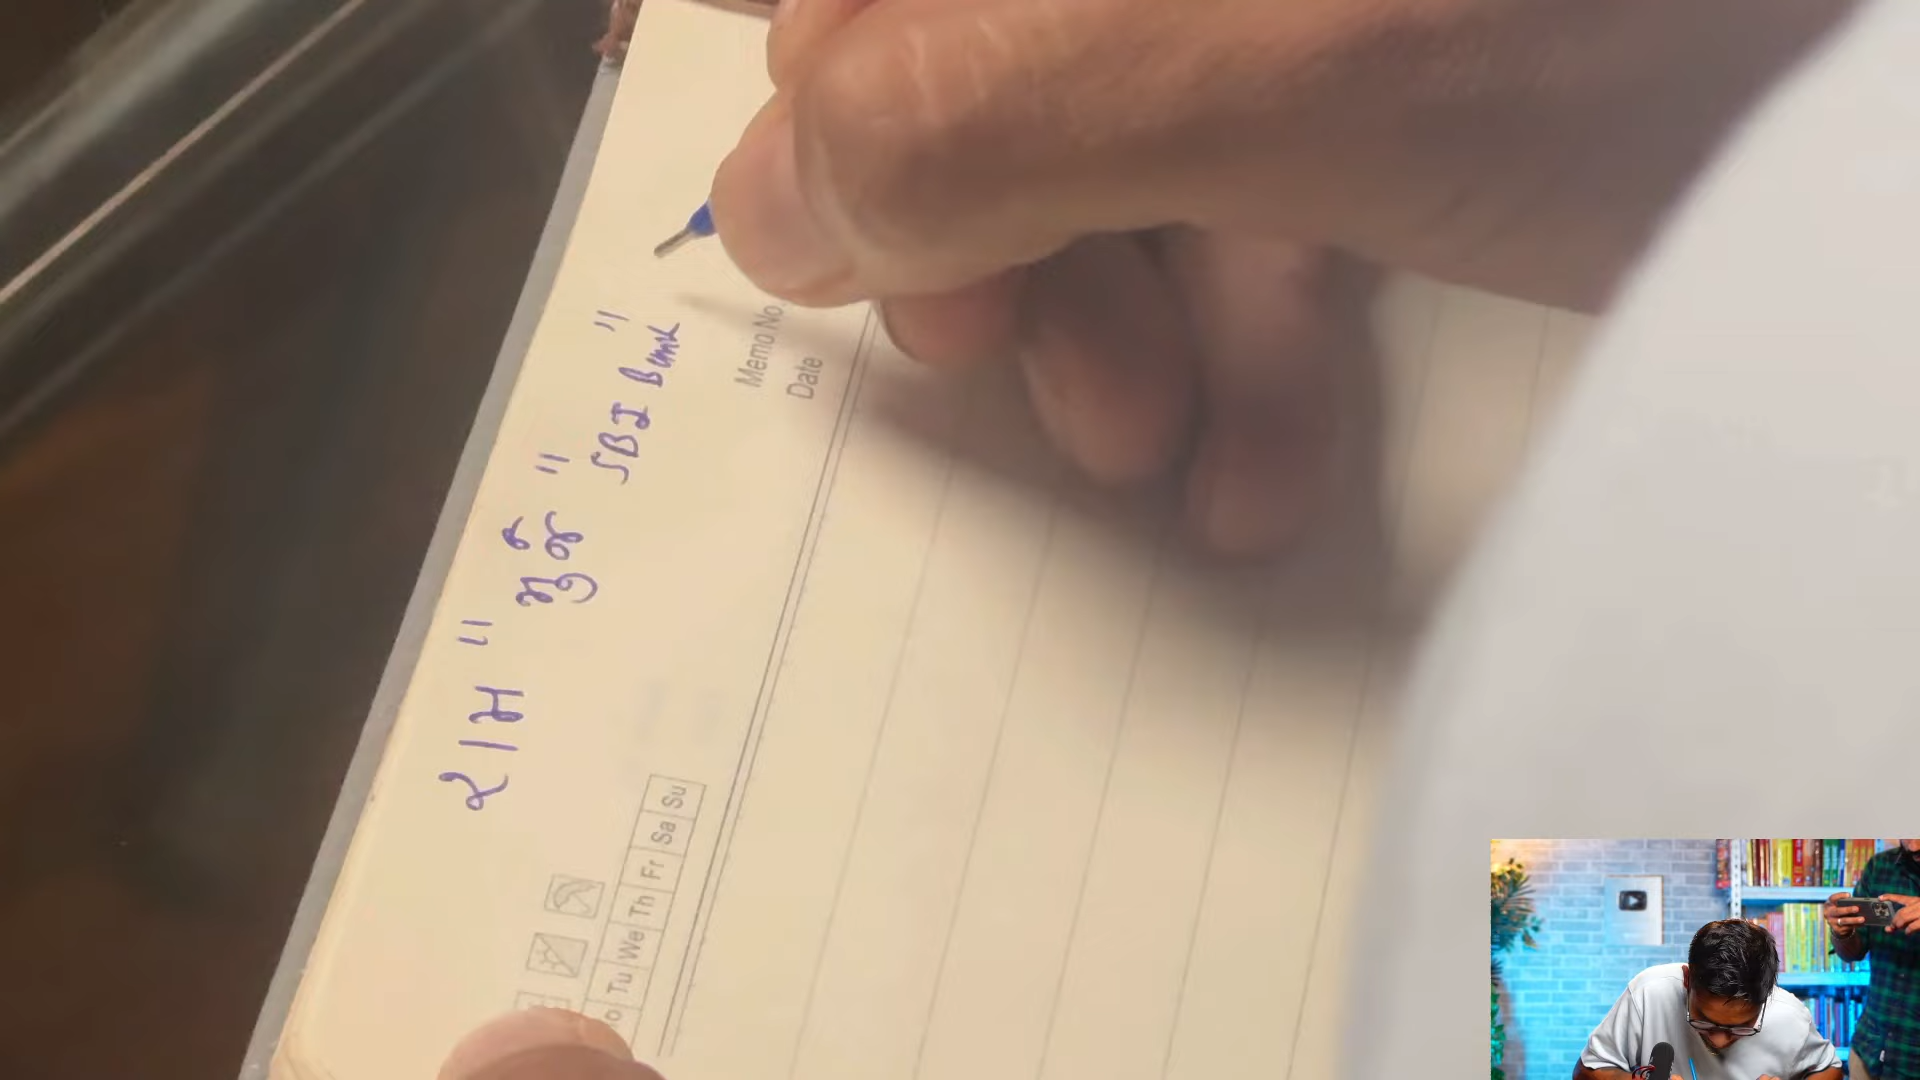 રામ " મુજે " SBI Bank "
Memo No.
Date
Tu We Th Fr Sa Su